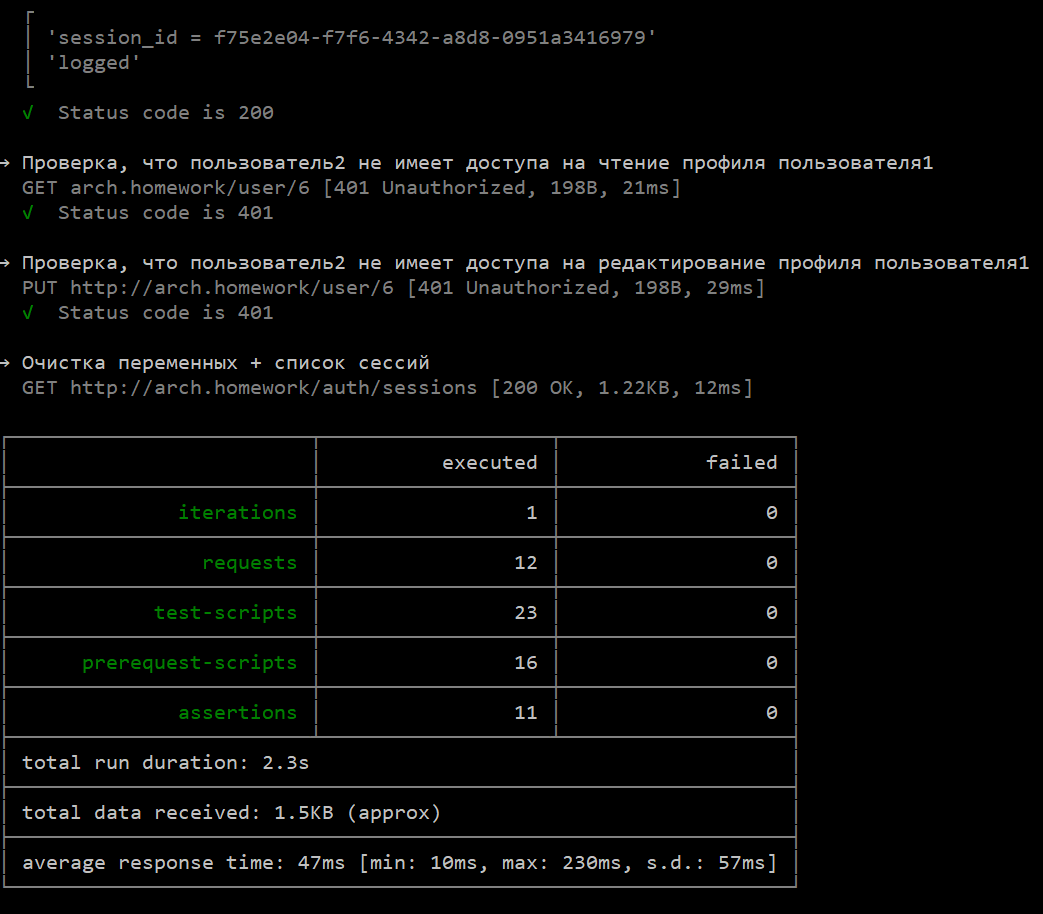 'session_id = f75e2e04-f7f6-4342-a8d8-0951a3416979'
'logged'
√ Status code is 200
→ Проверка, что пользователь2 не имеет доступа на чтение профиля пользователя1
GET arch.homework/user/6 [401 Unauthorized, 198B, 21ms]
√ Status code is 401
→ Проверка, что пользователь2 не имеет доступа на редактирование профиля пользователя1
PUT http://arch.homework/user/6 [401 Unauthorized, 198B, 29ms]
√ Status code is 401
→ Очистка переменных + список сессий
GET http://arch.homework/auth/sessions [200 OK, 1.22KB, 12ms]
executed failed
iterations 1 0
requests 12 0
test-scripts 23 0
prerequest-scripts 16 0
assertions 11 0
total run duration: 2.3s
total data received: 1.5KB (approx)
average response time: 47ms [min: 10ms, max: 230ms, s.d.: 57ms]